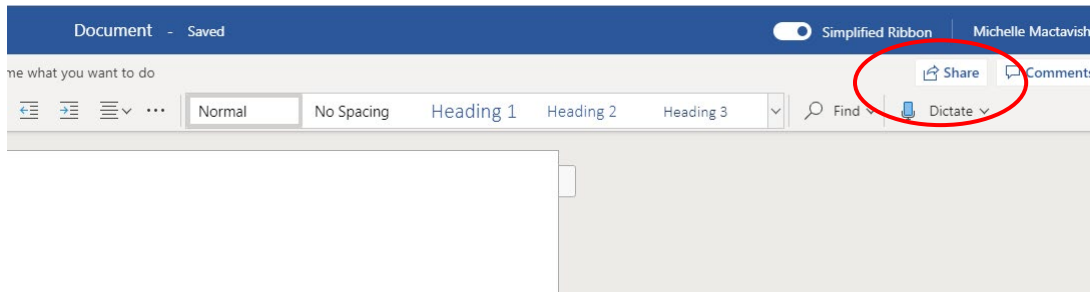 Document - Saved Simplified Ribbon Michelle Mactavish
me what you want to do Share Comments
Normal No Spacing Heading 1 Heading 2 Heading 3 Find Dictate